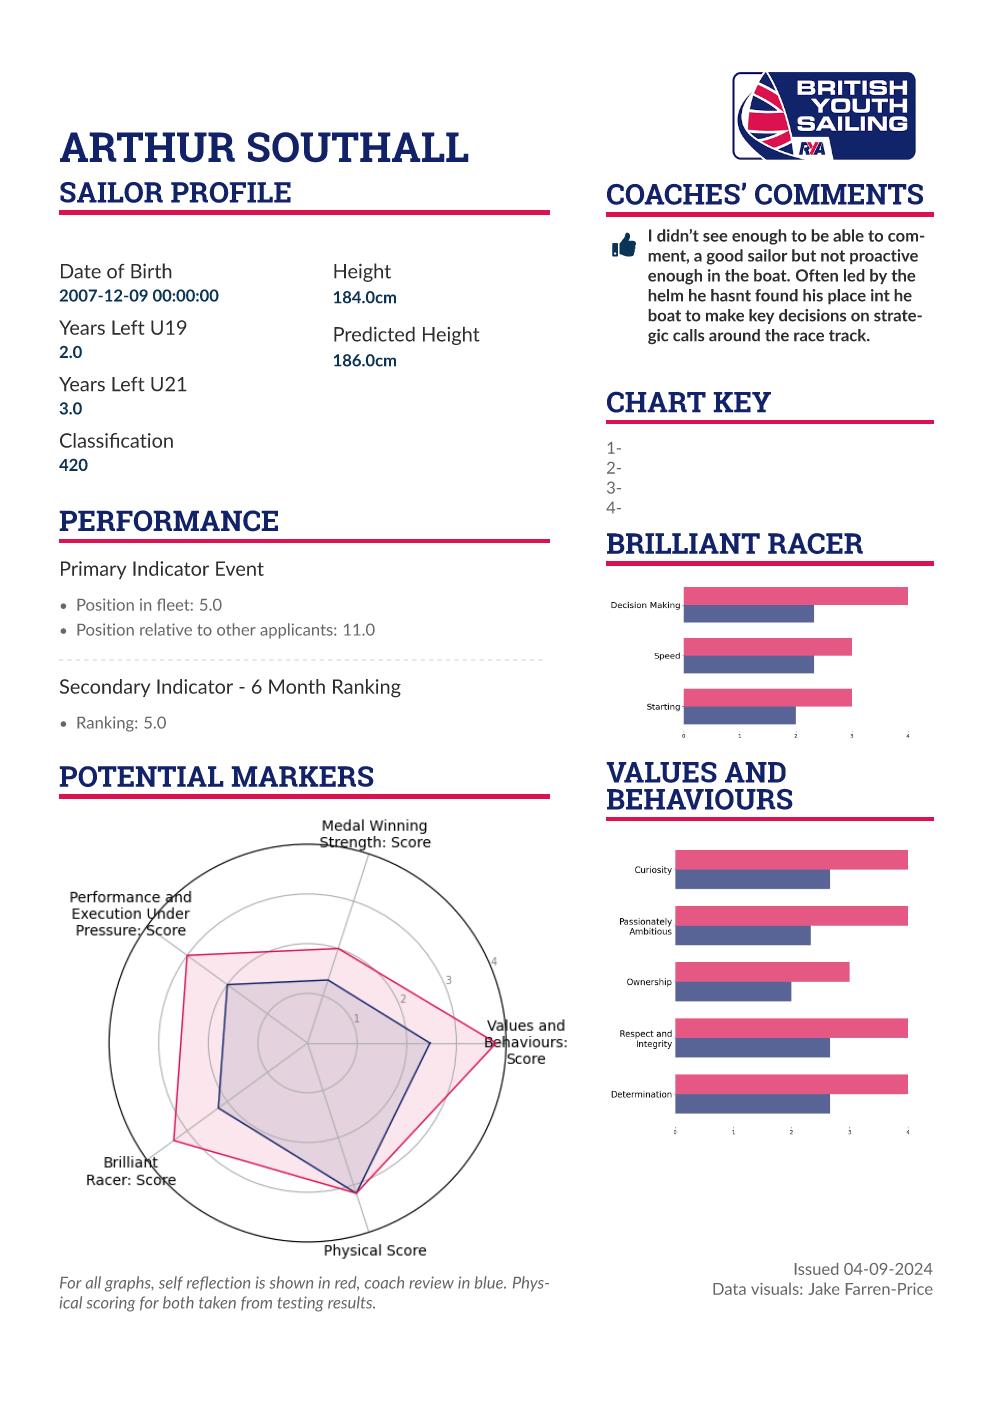 BRITISH
YOUTH
SAILING
RYA
ARTHUR SOUTHALL
SAILOR PROFILE
Date of Birth
2007-12-09 00:00:00
Years Left U19
2.0
Years Left U21
3.0
Classification
420
Height
184.0cm
Predicted Height
186.0cm
PERFORMANCE
Primary Indicator Event
• Position in fleet: 5.0
• Position relative to other applicants: 11.0
Secondary Indicator - 6 Month Ranking
• Ranking: 5.0
POTENTIAL MARKERS
Medal Winning
Strength: Score
Performance and
Execution Under
Pressure: Score
4
3
2
1
Values and
Behaviours:
Score
Brilliant
Racer: Score
Physical Score
For all graphs, self reflection is shown in red, coach review in blue. Phys-
ical scoring for both taken from testing results.
COACHES’ COMMENTS
I didn’t see enough to be able to com-
ment, a good sailor but not proactive
enough in the boat. Often led by the
helm he hasnt found his place int he
boat to make key decisions on strate-
gic calls around the race track.
CHART KEY
1-
2-
3-
4-
BRILLIANT RACER
Decision Making
Speed
Starting
0 1 2 3 4
VALUES AND
BEHAVIOURS
Curiosity
Passionately
Ambitious
Ownership
Respect and
Integrity
Determination
0 1 2 3 4
Issued 04-09-2024
Data visuals: Jake Farren-Price